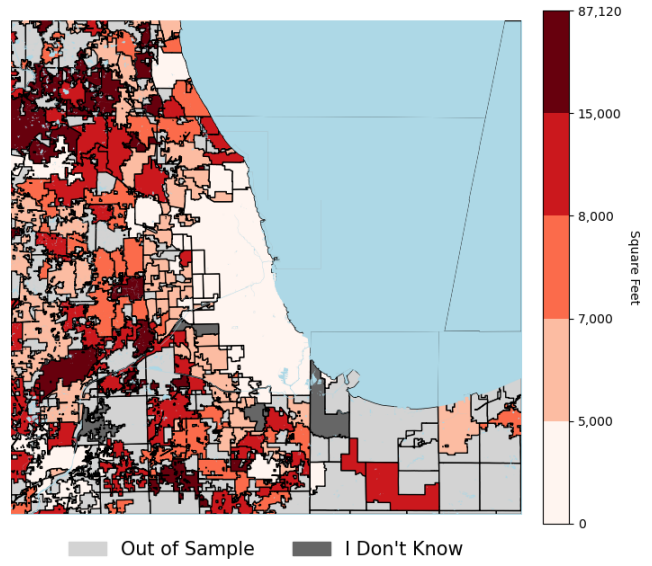 87,120
15,000
8,000
7,000
5,000
0
Square Feet
Out of Sample
I Don't Know